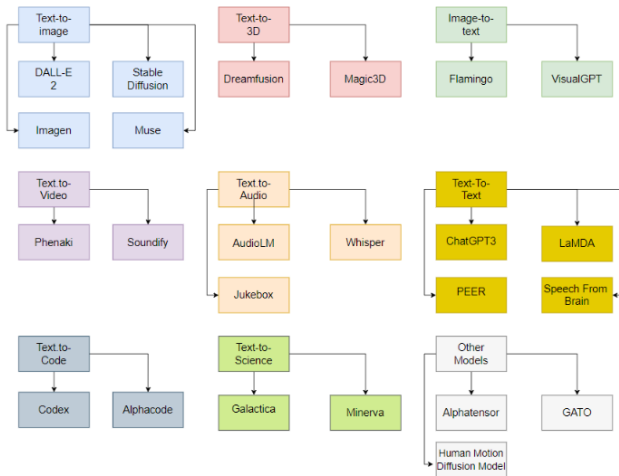 Text-to-
image
Text-to-
3D
Image-to-
text
DALL-E
2
Stable
Diffusion
Dreamfusion
Magic3D
Flamingo
VisualGPT
Imagen
Muse
Text.to-
Video
Text.to-
Audio
Text-To-
Text
Phenaki
Soundify
AudioLM
Whisper
ChatGPT3
LaMDA
Jukebox
PEER
Speech From
Brain
Text.to-
Code
Text-to-
Science
Other
Models
Codex
Alphacode
Galactica
Minerva
Alphatensor
GATO
Human Motion
Diffusion Model